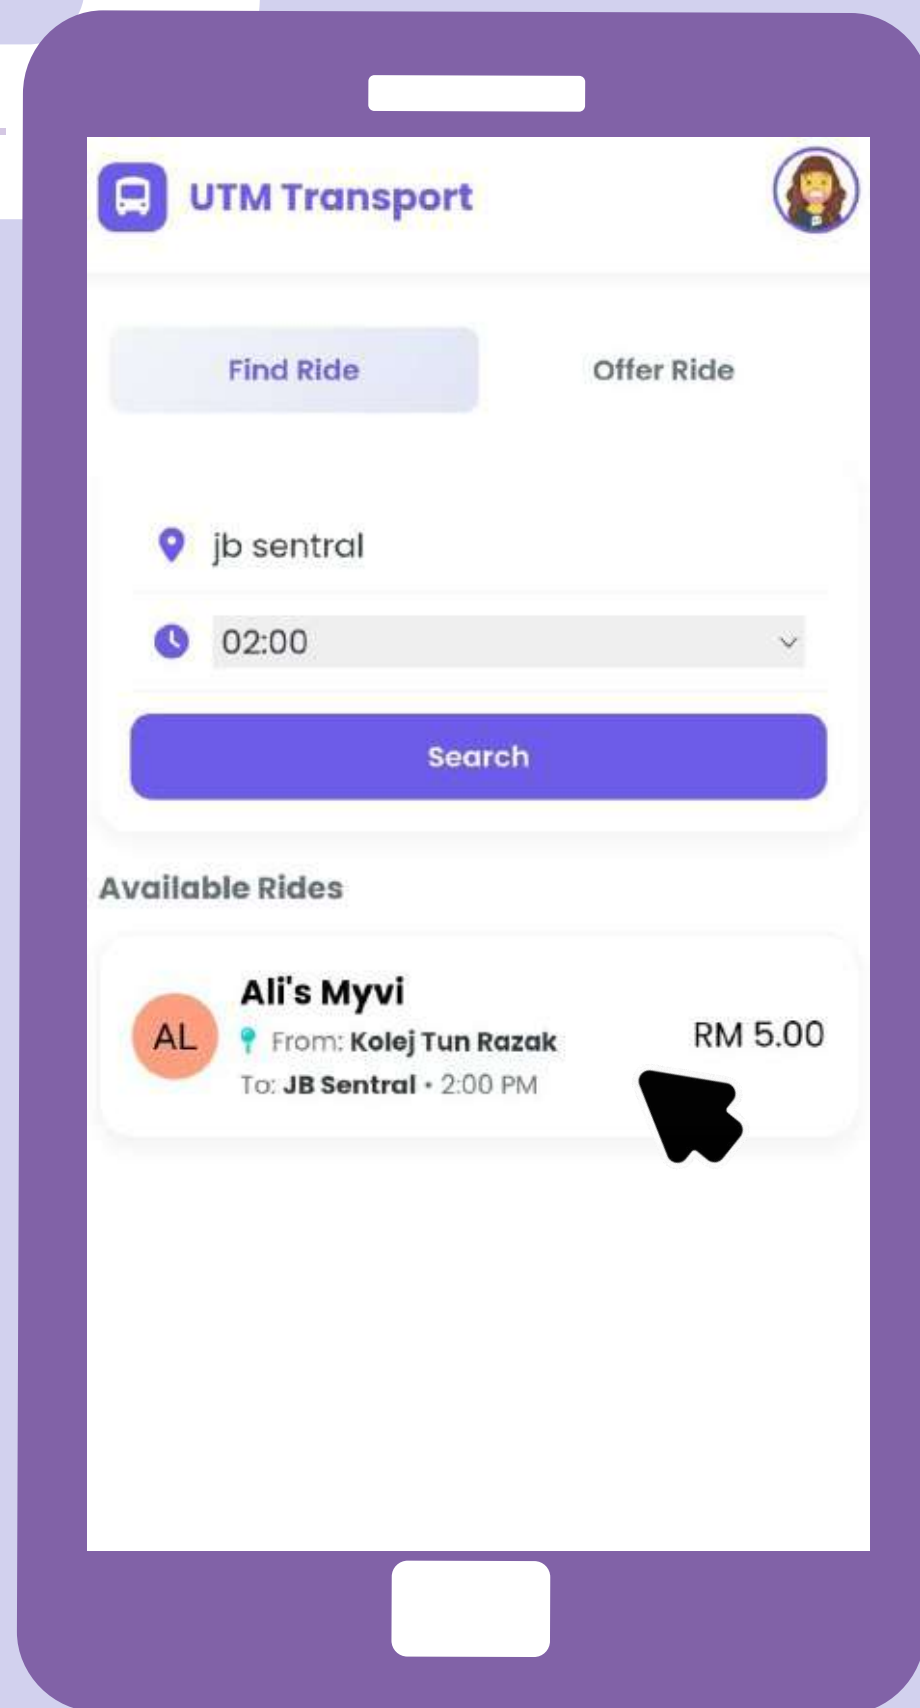 UTM Transport
Find Ride
Offer Ride
jb sentral
02:00
Search
Available Rides
AL
Ali's Myvi
From: Kolej Tun Razak
To: JB Sentral • 2:00 PM
RM 5.00